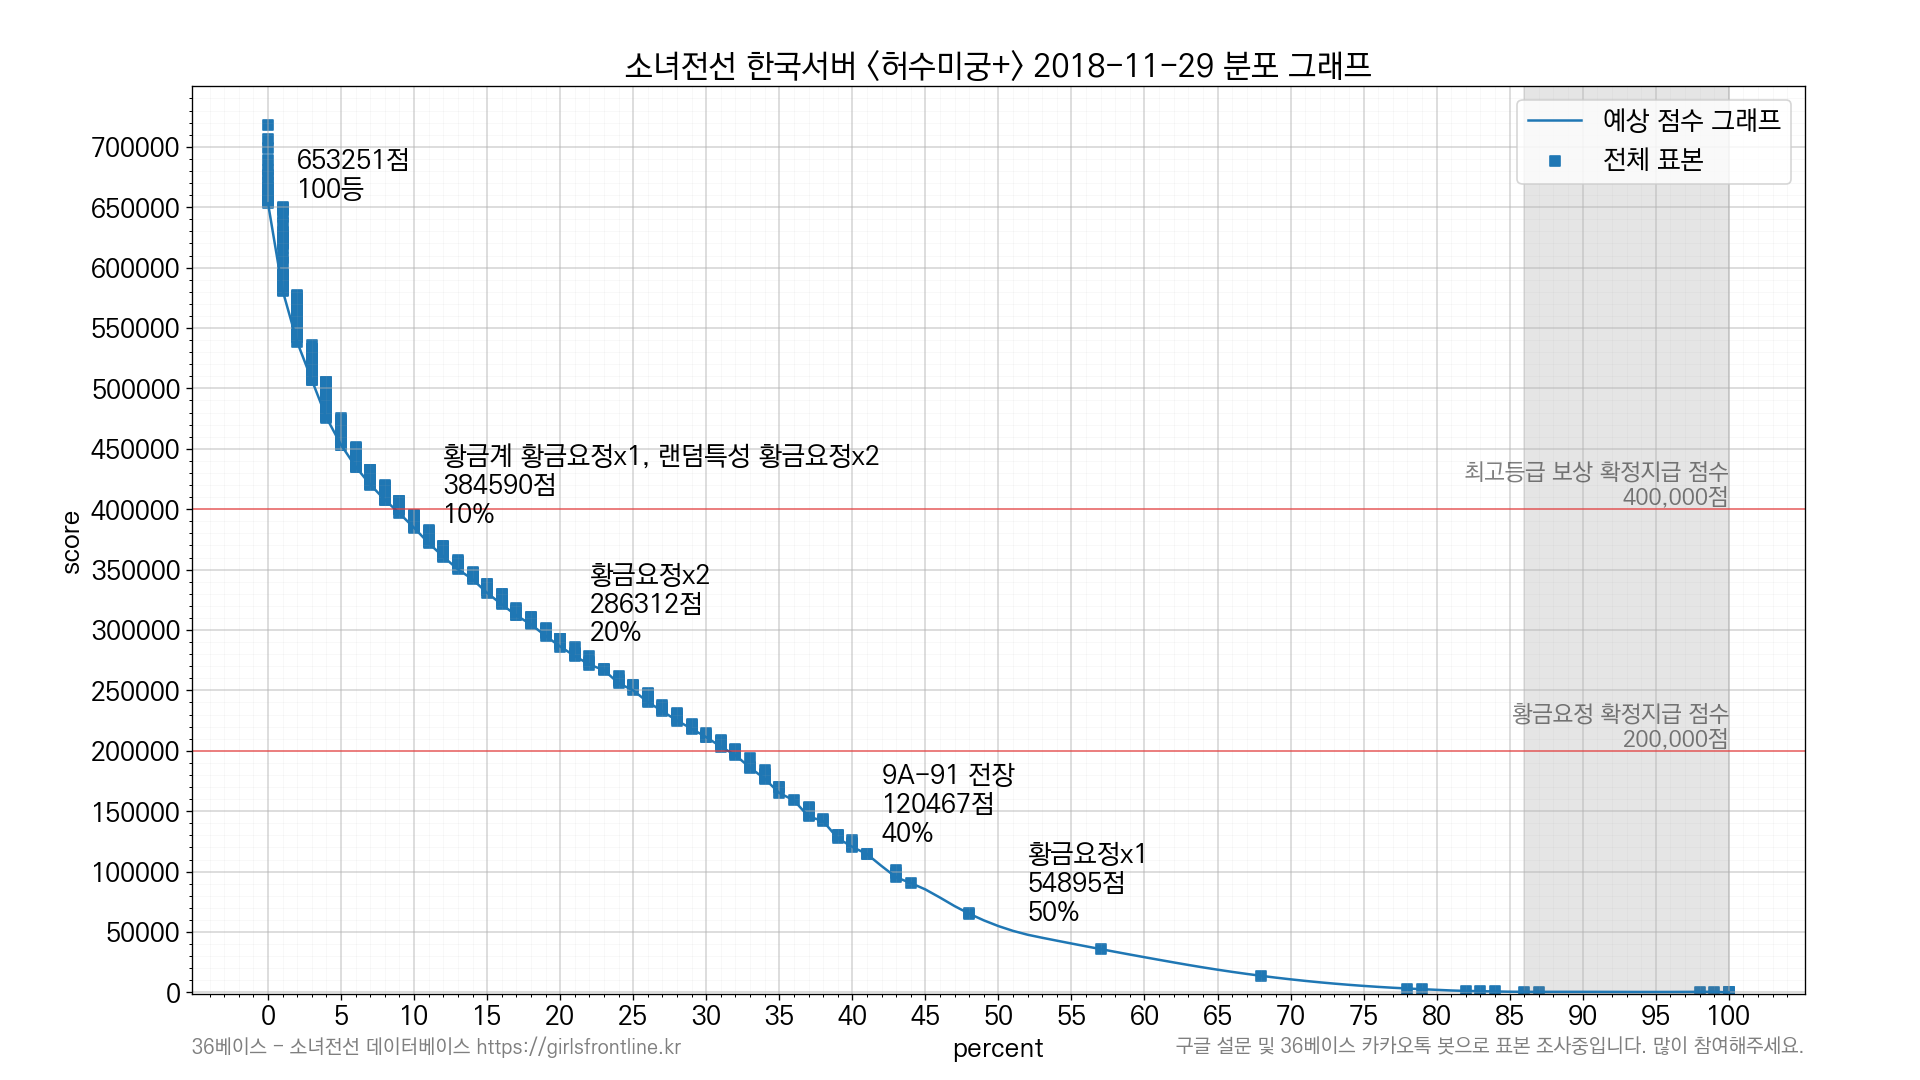 소녀전선 한국서버 <허수미궁+> 2018-11-29 분포 그래프
예상 점수 그래프
전체 표본
700000
650000
600000
550000
500000
450000
400000
350000
300000
250000
200000
150000
100000
50000
0
score
653251점
100등
황금계 황금요정x1, 랜덤특성 황금요정x2
384590점
10%
황금요정x2
286312점
20%
9A-91 전장
120467점
40%
황금요정x1
54895점
50%
최고등급 보상 확정지급 점수
400,000점
황금요정 확정지급 점수
200,000점
0 5 10 15 20 25 30 35 40 45 50 55 60 65 70 75 80 85 90 95 100
percent
36베이스 - 소녀전선 데이터베이스 https://girlsfrontline.kr
구글 설문 및 36베이스 카카오톡 봇으로 표본 조사중입니다. 많이 참여해주세요.